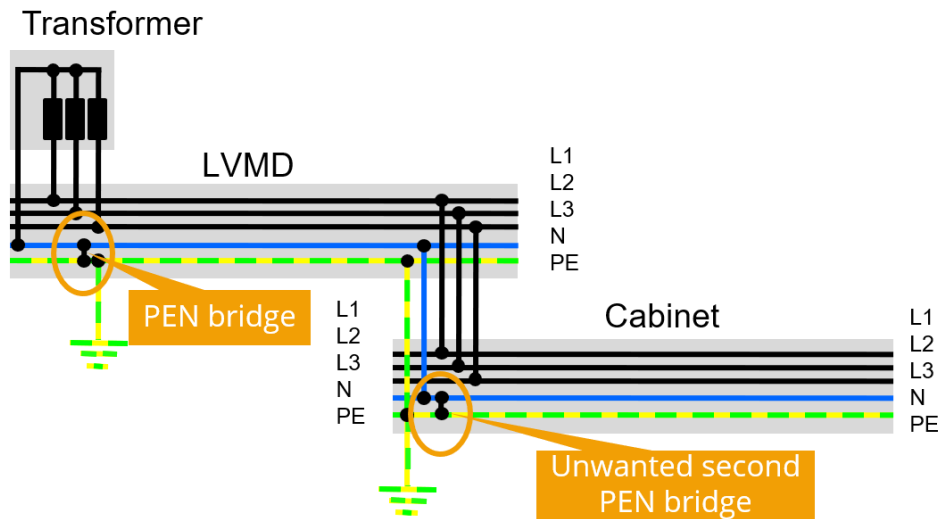 Transformer
LVMD
L1
L2
L3
N
PE
PEN bridge
L1
L2
L3
N
PE
Cabinet
L1
L2
L3
N
PE
Unwanted second
PEN bridge